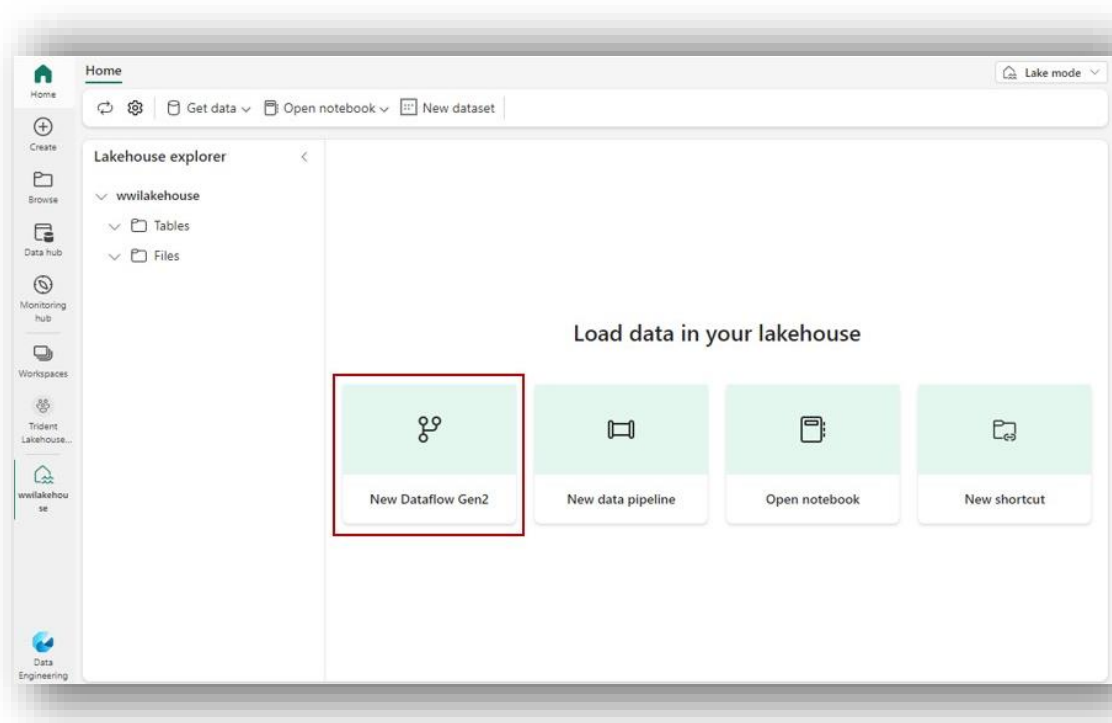 Home
Create
Browse
Data hub
Monitoring
hub
Workspaces
Trident
Lakehouse...
wwilakehou
se
Data
Engineering
Home
Lake mode
Get data
Open notebook
New dataset
Lakehouse explorer
wwilakehouse
Tables
Files
Load data in your lakehouse
New Dataflow Gen2
New data pipeline
Open notebook
New shortcut